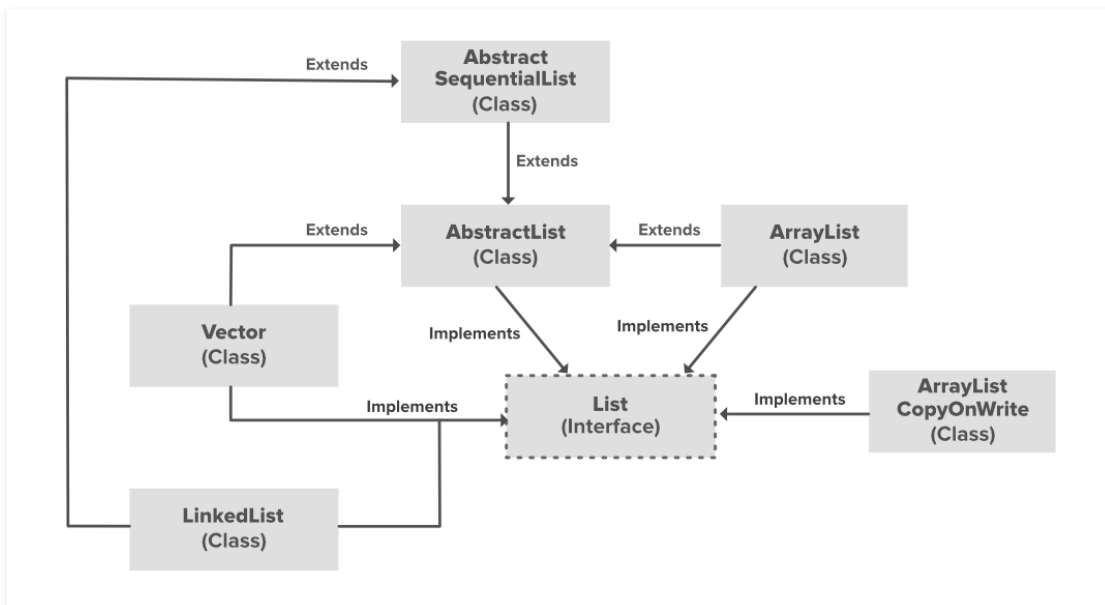 Extends
Abstract
SequentialList
(Class)
Extends
Extends
AbstractList
(Class)
Extends
ArrayList
(Class)
Vector
(Class)
Implements
Implements
Implements
List
(Interface)
Implements
ArrayList
CopyOnWrite
(Class)
LinkedList
(Class)